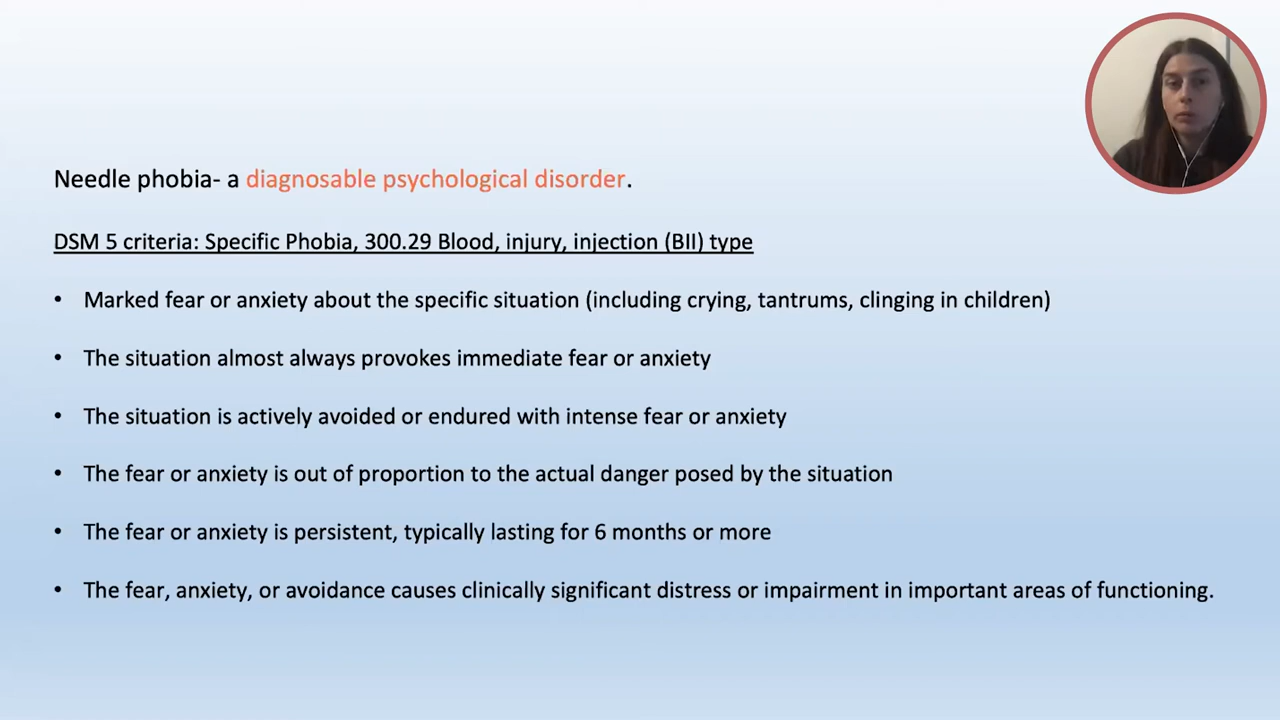 Needle phobia- a diagnosable psychological disorder.
DSM 5 criteria: Specific Phobia, 300.29 Blood, injury, injection (BII) type
• Marked fear or anxiety about the specific situation (including crying, tantrums, clinging in children)
• The situation almost always provokes immediate fear or anxiety
• The situation is actively avoided or endured with intense fear or anxiety
• The fear or anxiety is out of proportion to the actual danger posed by the situation
• The fear or anxiety is persistent, typically lasting for 6 months or more
• The fear, anxiety, or avoidance causes clinically significant distress or impairment in important areas of functioning.